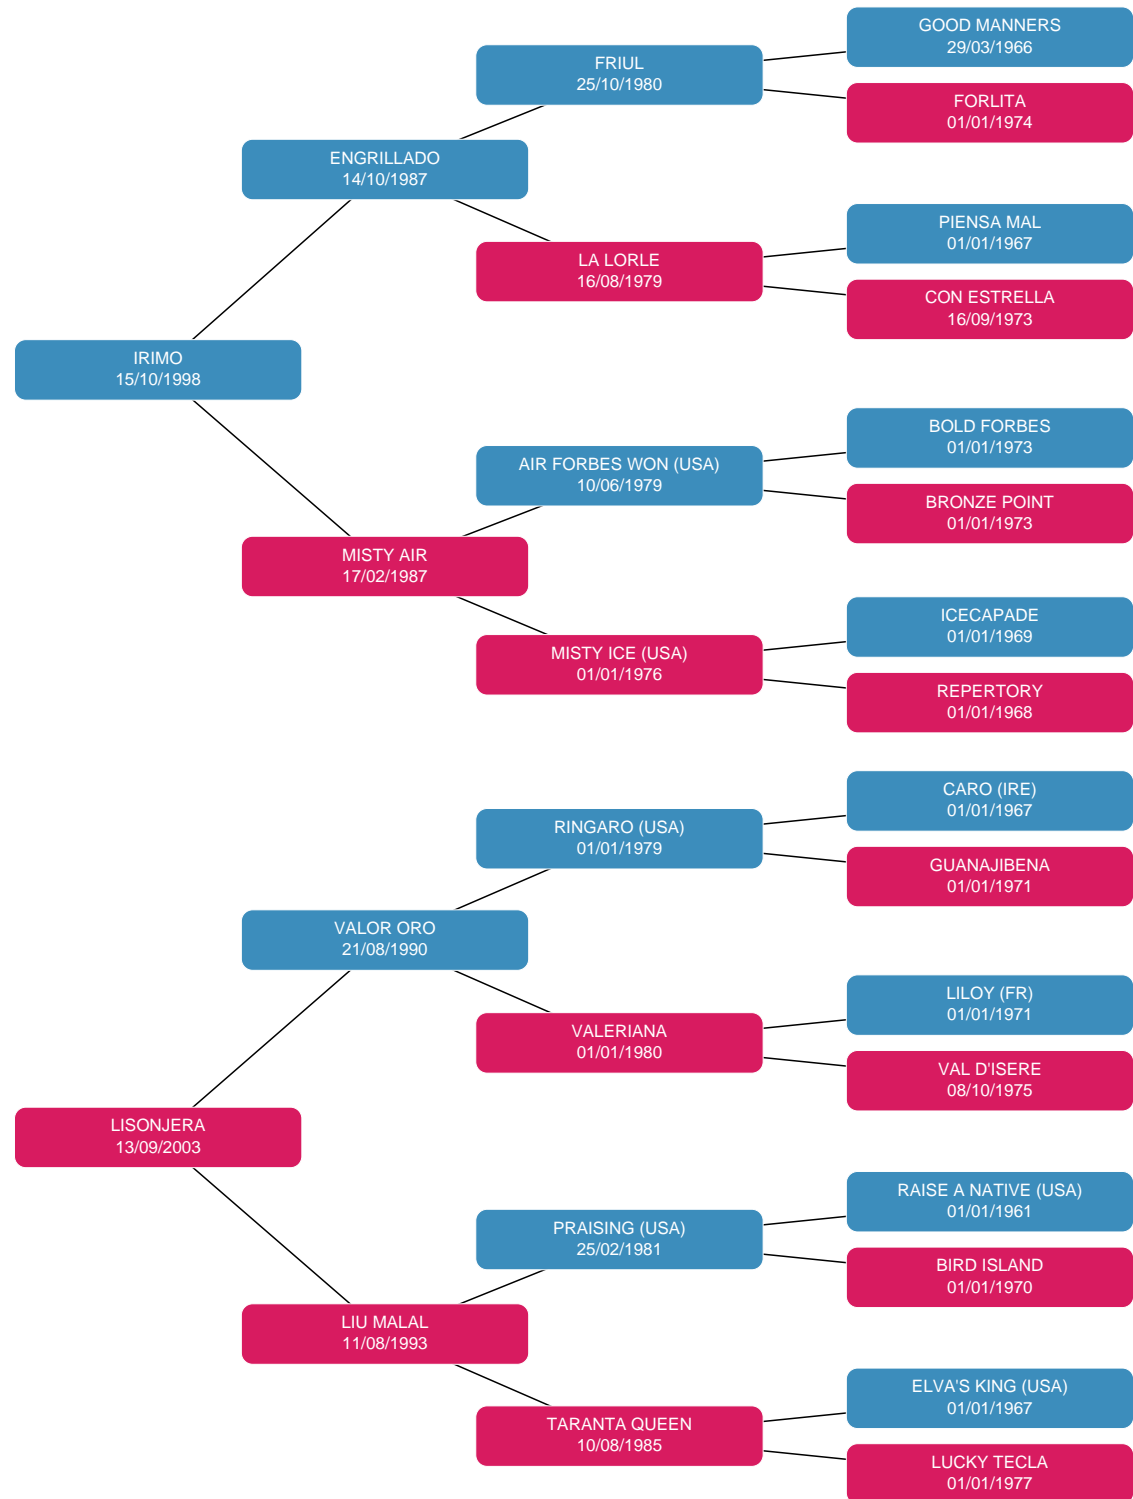 GOOD MANNERS
29/03/1966
FRIUL
25/10/1980
FORLITA
01/01/1974
ENGRILLADO
14/10/1987
PIENSA MAL
01/01/1967
LA LORLE
16/08/1979
CON ESTRELLA
16/09/1973
IRIMO
15/10/1998
BOLD FORBES
01/01/1973
AIR FORBES WON (USA)
10/06/1979
BRONZE POINT
01/01/1973
MISTY AIR
17/02/1987
ICECAPADE
01/01/1969
MISTY ICE (USA)
01/01/1976
REPERTORY
01/01/1968
CARO (IRE)
01/01/1967
RINGARO (USA)
01/01/1979
GUANAJIBENA
01/01/1971
VALOR ORO
21/08/1990
LILOY (FR)
01/01/1971
VALERIANA
01/01/1980
VAL D'ISERE
08/10/1975
LISONJERA
13/09/2003
RAISE A NATIVE (USA)
01/01/1961
PRAISING (USA)
25/02/1981
BIRD ISLAND
01/01/1970
LIU MALAL
11/08/1993
ELVA'S KING (USA)
01/01/1967
TARANTA QUEEN
10/08/1985
LUCKY TECLA
01/01/1977